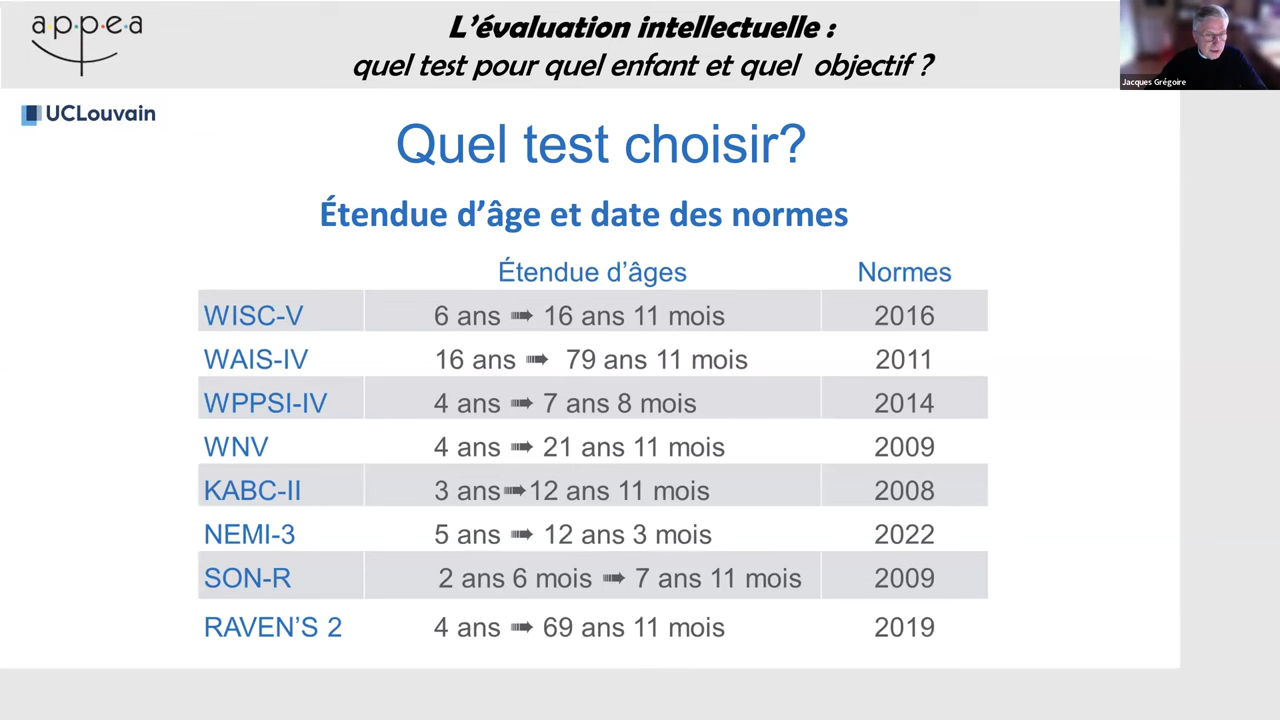 a.p.p.e.a
L'évaluation intellectuelle :
quel test pour quel enfant et quel objectif ?
Jacques Grégoire
UCLouvain
Quel test choisir?
Étendue d'âge et date des normes
Étendue d'âges Normes
WISC-V 6 ans ➠ 16 ans 11 mois 2016
WAIS-IV 16 ans ➠ 79 ans 11 mois 2011
WPPSI-IV 4 ans ➠ 7 ans 8 mois 2014
WNV 4 ans ➠ 21 ans 11 mois 2009
KABC-II 3 ans➠12 ans 11 mois 2008
NEMI-3 5 ans ➠ 12 ans 3 mois 2022
SON-R 2 ans 6 mois ➠ 7 ans 11 mois 2009
RAVEN'S 2 4 ans ➠ 69 ans 11 mois 2019